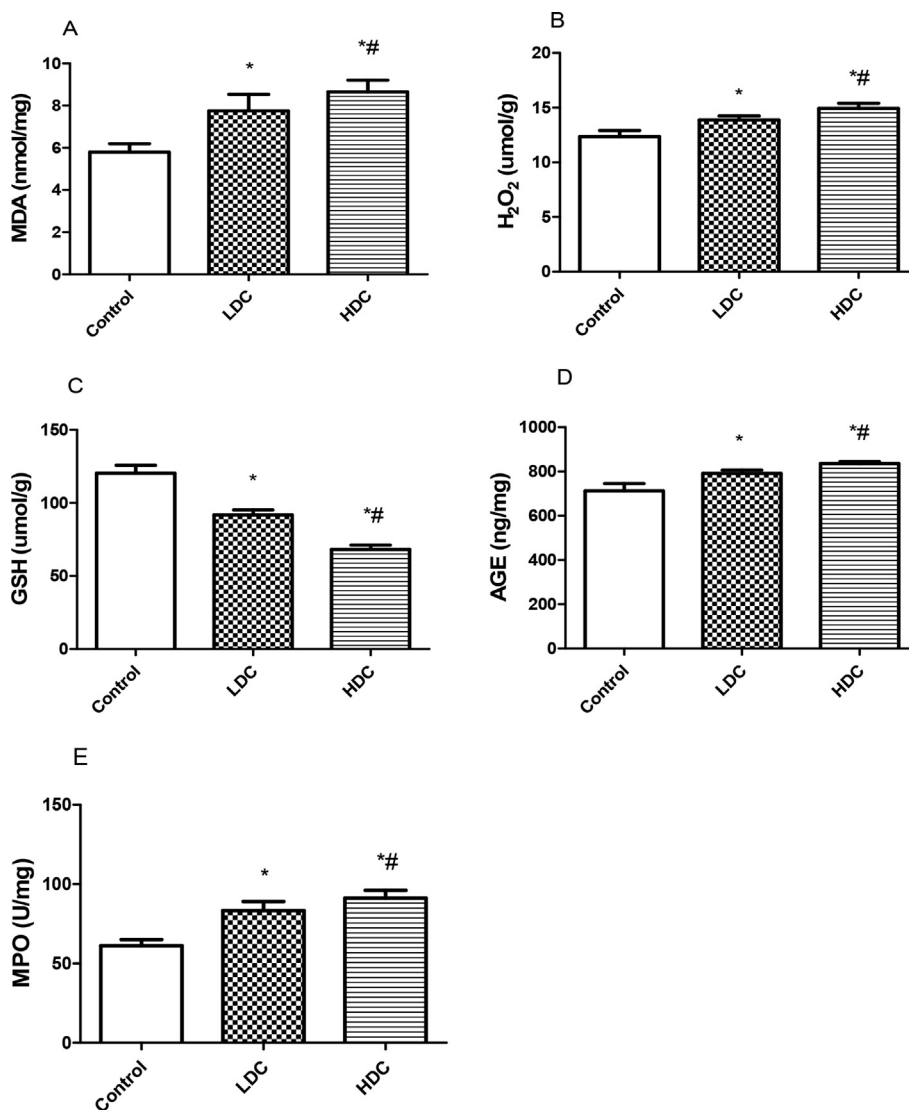 A
MDA (nmol/mg)
10
8
6
4
2
0
*
*#
Control
LDC
HDC
B
H₂O₂ (umol/g)
20
15
10
5
0
*
*#
Control
LDC
HDC
C
GSH (umol/g)
150
100
50
0
*
*#
Control
LDC
HDC
D
AGE (ng/mg)
1000
800
600
400
200
0
*
*#
Control
LDC
HDC
E
MPO (U/mg)
150
100
50
0
*
*#
Control
LDC
HDC